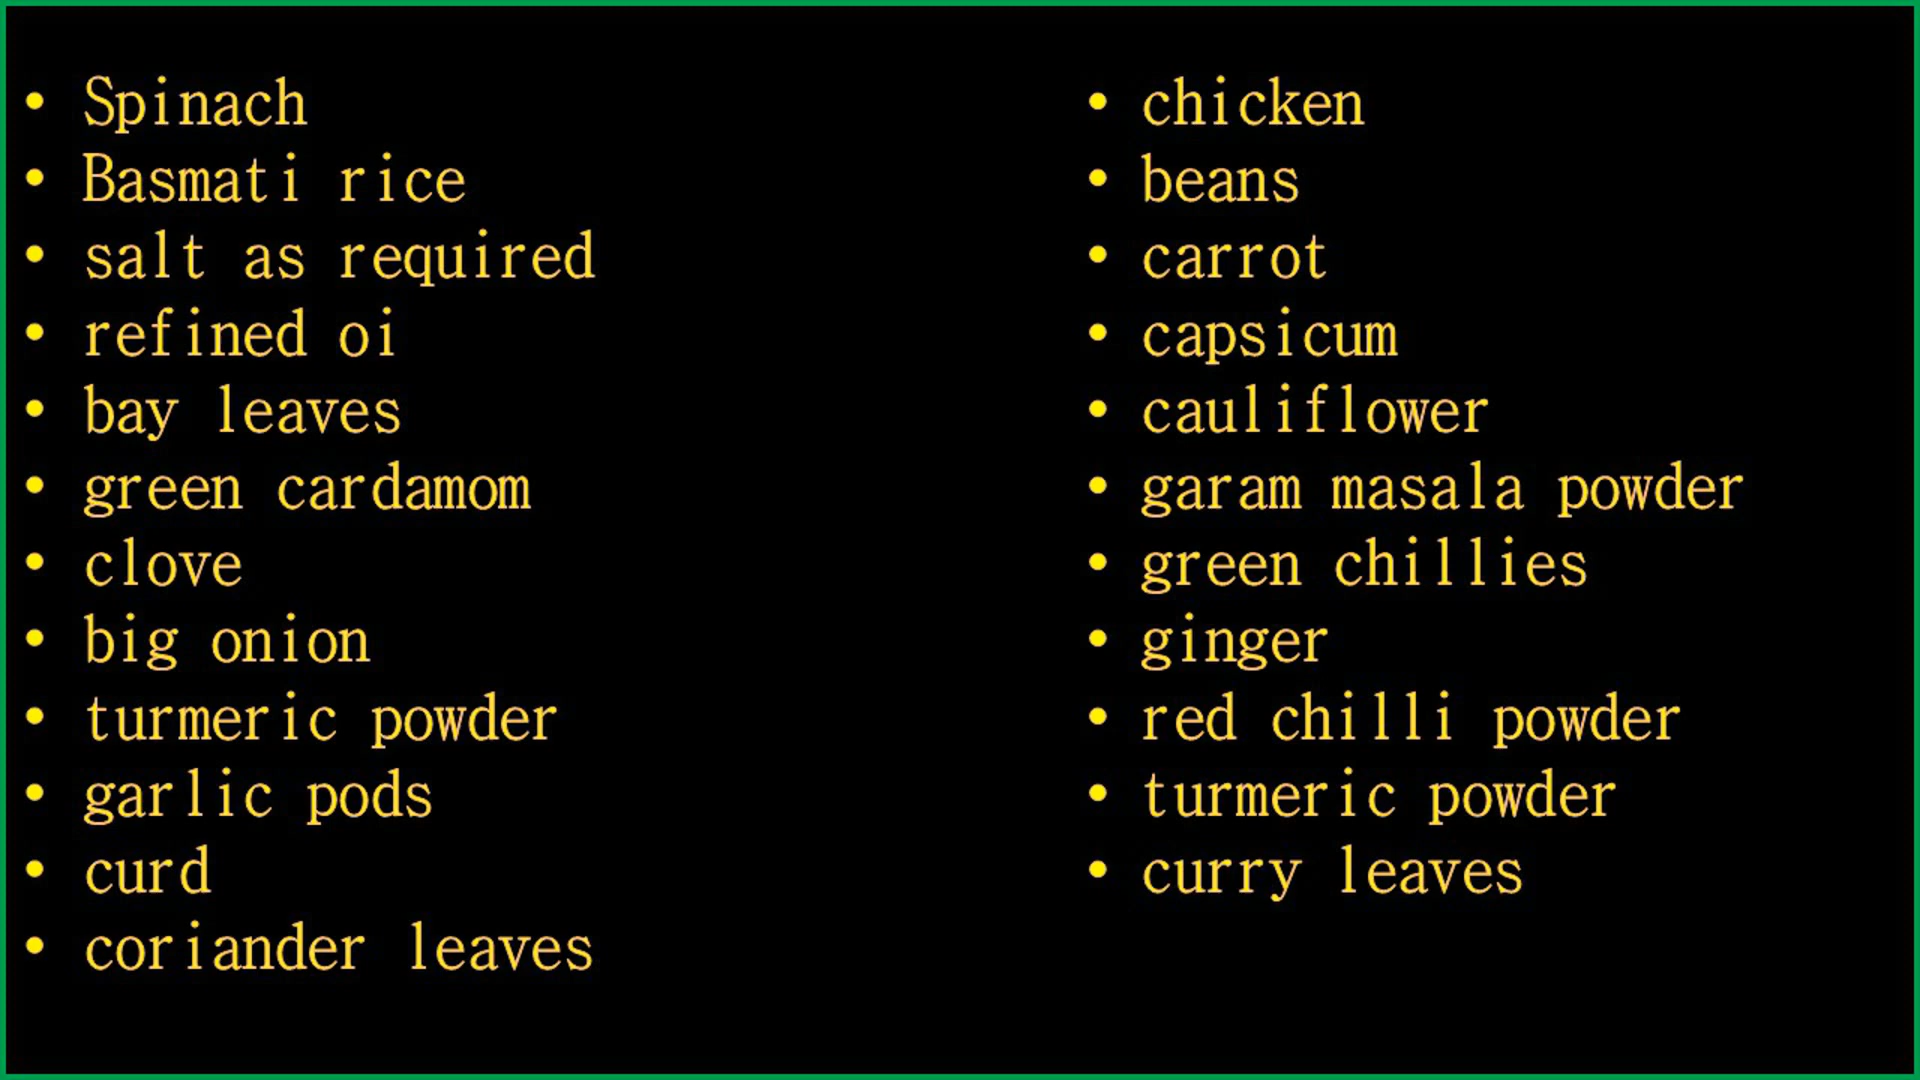 • Spinach
• Basmati rice
• salt as required
• refined oi
• bay leaves
• green cardamom
• clove
• big onion
• turmeric powder
• garlic pods
• curd
• coriander leaves
• chicken
• beans
• carrot
• capsicum
• cauliflower
• garam masala powder
• green chillies
• ginger
• red chilli powder
• turmeric powder
• curry leaves